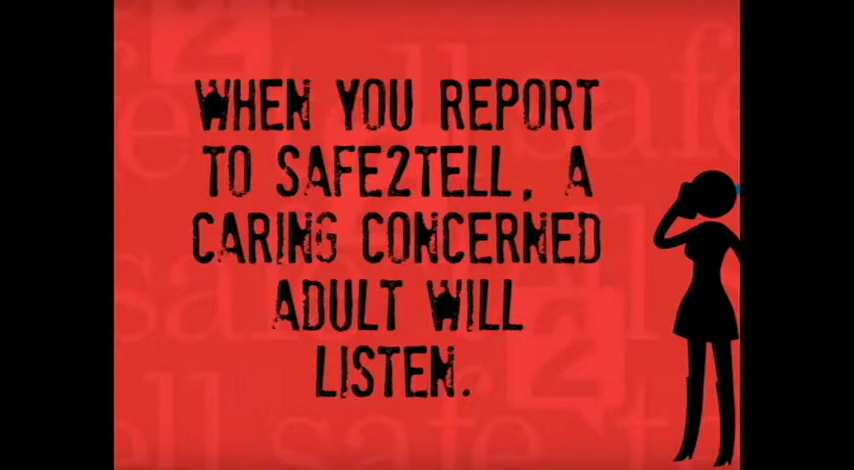 WHEN YOU REPORT
TO SAFE2TELL, A
CARING CONCERNED
ADULT WILL
LISTEN.